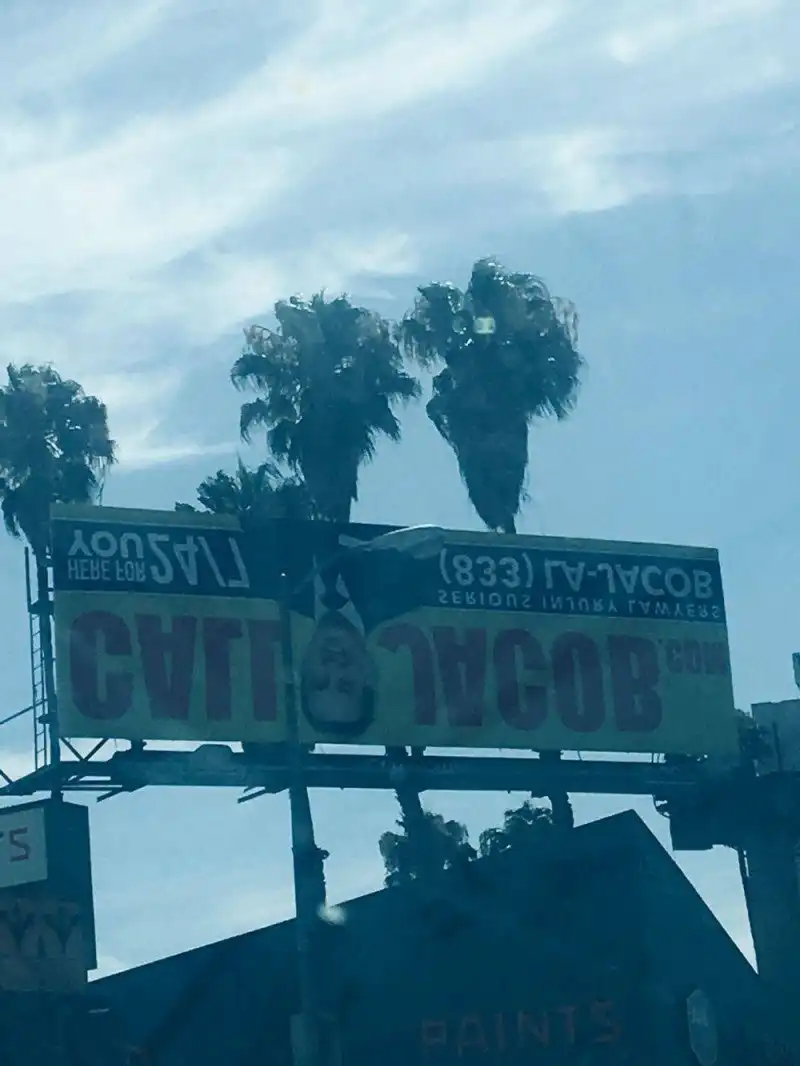 CALL JACOB.COM
HERE FOR
YOU 24/7
SERIOUS INJURY LAWYERS
(833) LA-JACOB
PAINTS